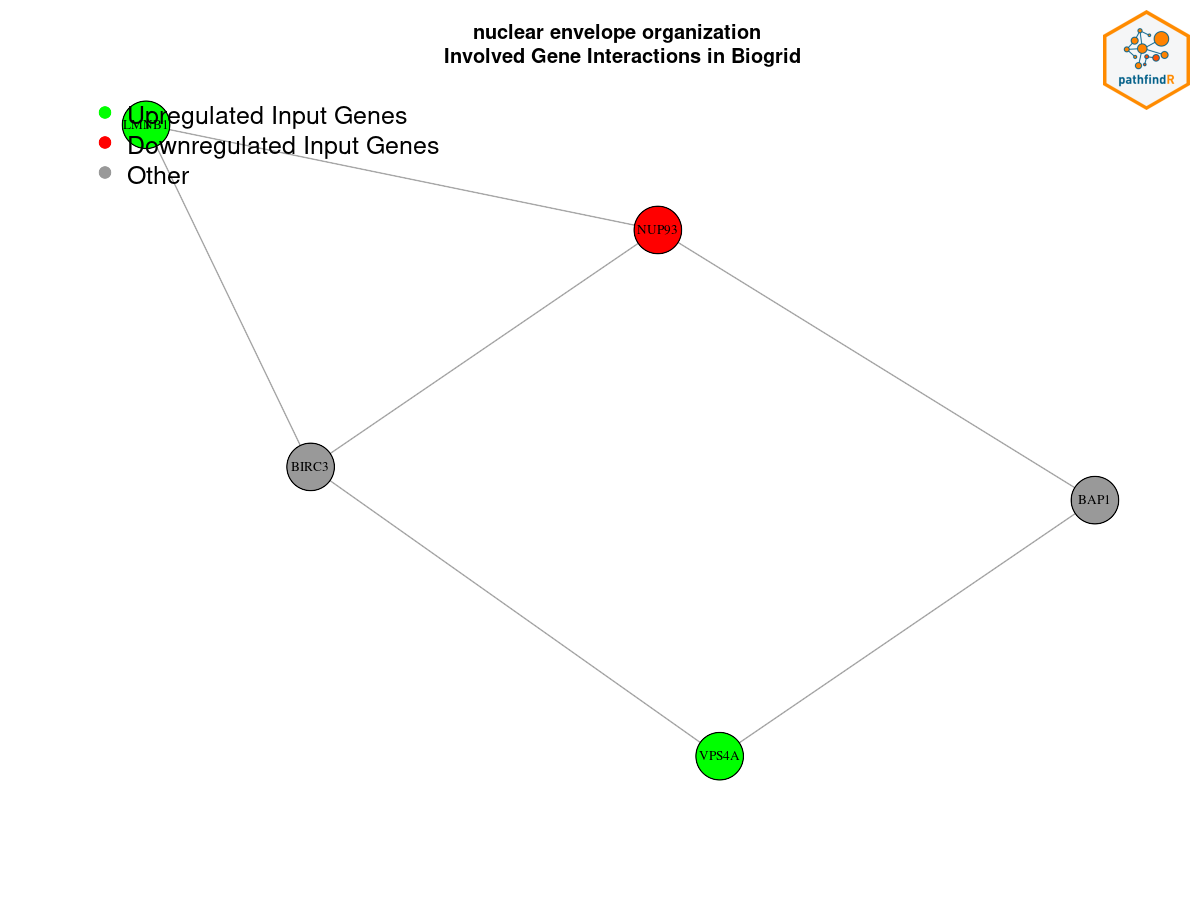 nuclear envelope organization
Involved Gene Interactions in Biogrid
pathfindR
Upregulated Input Genes
LMNB1
Downregulated Input Genes
Other
NUP93
BIRC3
BAP1
VPS4A